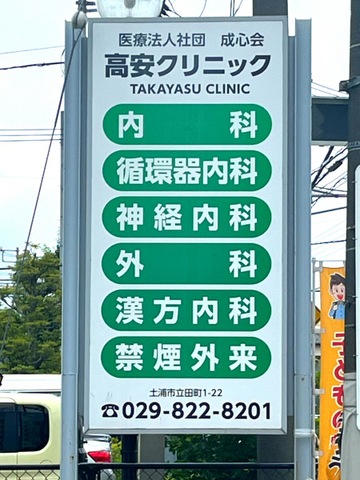 医療法人社団 成心会
高安クリニック
TAKAYASU CLINIC
内科
循環器内科
神経内科
外科
漢方内科
禁煙外来
土浦市立田町1-22
☎029-822-8201